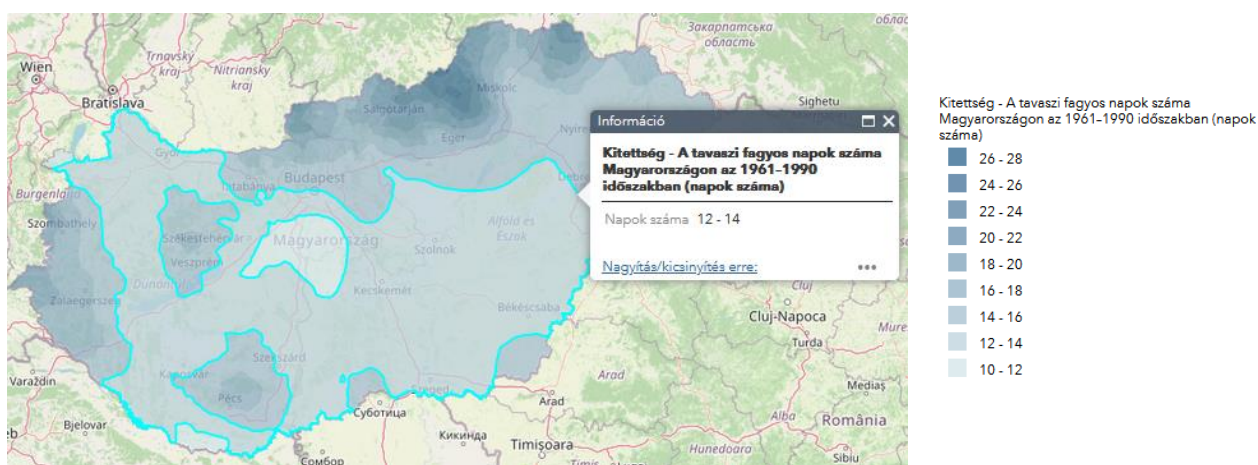 Закарпатська
область
Trnavský
kraj
Nitriansky
kraj
Wien
Bratislava
Miskolc
Salgótarján
Sighetu
Eger
Győr
Tatabánya
Budapest
Burgenland
Szombathely
Székesfehérvár
Veszprém
Magyarország
Szolnok
Alföld és
Észak
Zalaegerszeg
Kecskemét
Békéscsaba
Szekszárd
Kaposvár
Pécs
Szeged
Varaždin
Bjelovar
Суботица
Кикинда
Сомбор
Timișoara
Arad
Arad
Cluj
Cluj-Napoca
Turda
Mureș
Mediaș
Alba
România
Hunedoara
Sibiu
Információ
Kitettség - A tavaszi fagyos napok száma
Magyarországon az 1961-1990
időszakban (napok száma)
Napok száma 12 - 14
Nagyítás/kicsinyítés erre:
Kitettség - A tavaszi fagyos napok száma
Magyarországon az 1961-1990 időszakban (napok
száma)
26 - 28
24 - 26
22 - 24
20 - 22
18 - 20
16 - 18
14 - 16
12 - 14
10 - 12